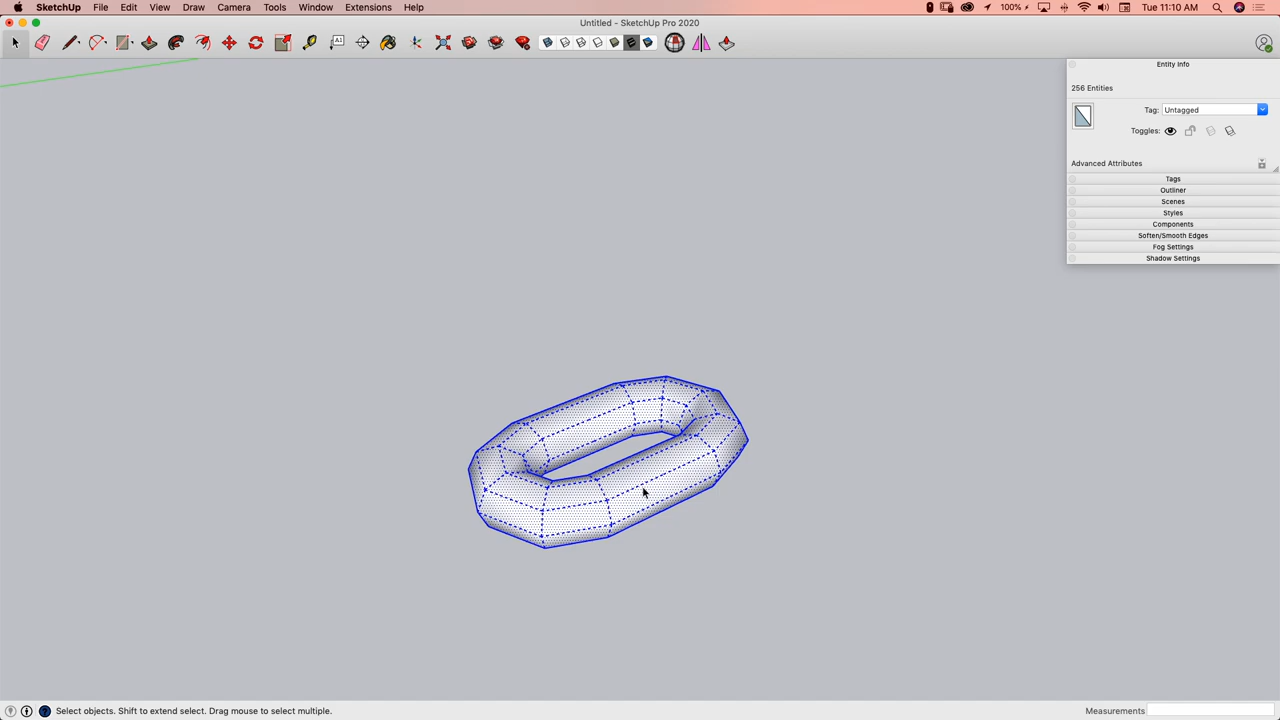 SketchUp File Edit View Draw Camera Tools Window Extensions Help 100% Tue 11:10 AM
Untitled - SketchUp Pro 2020
A1
Entity Info
256 Entities
Tag: Untagged
Toggles:
Advanced Attributes
Tags
Outliner
Scenes
Styles
Components
Soften/Smooth Edges
Fog Settings
Shadow Settings
Select objects. Shift to extend select. Drag mouse to select multiple. Measurements